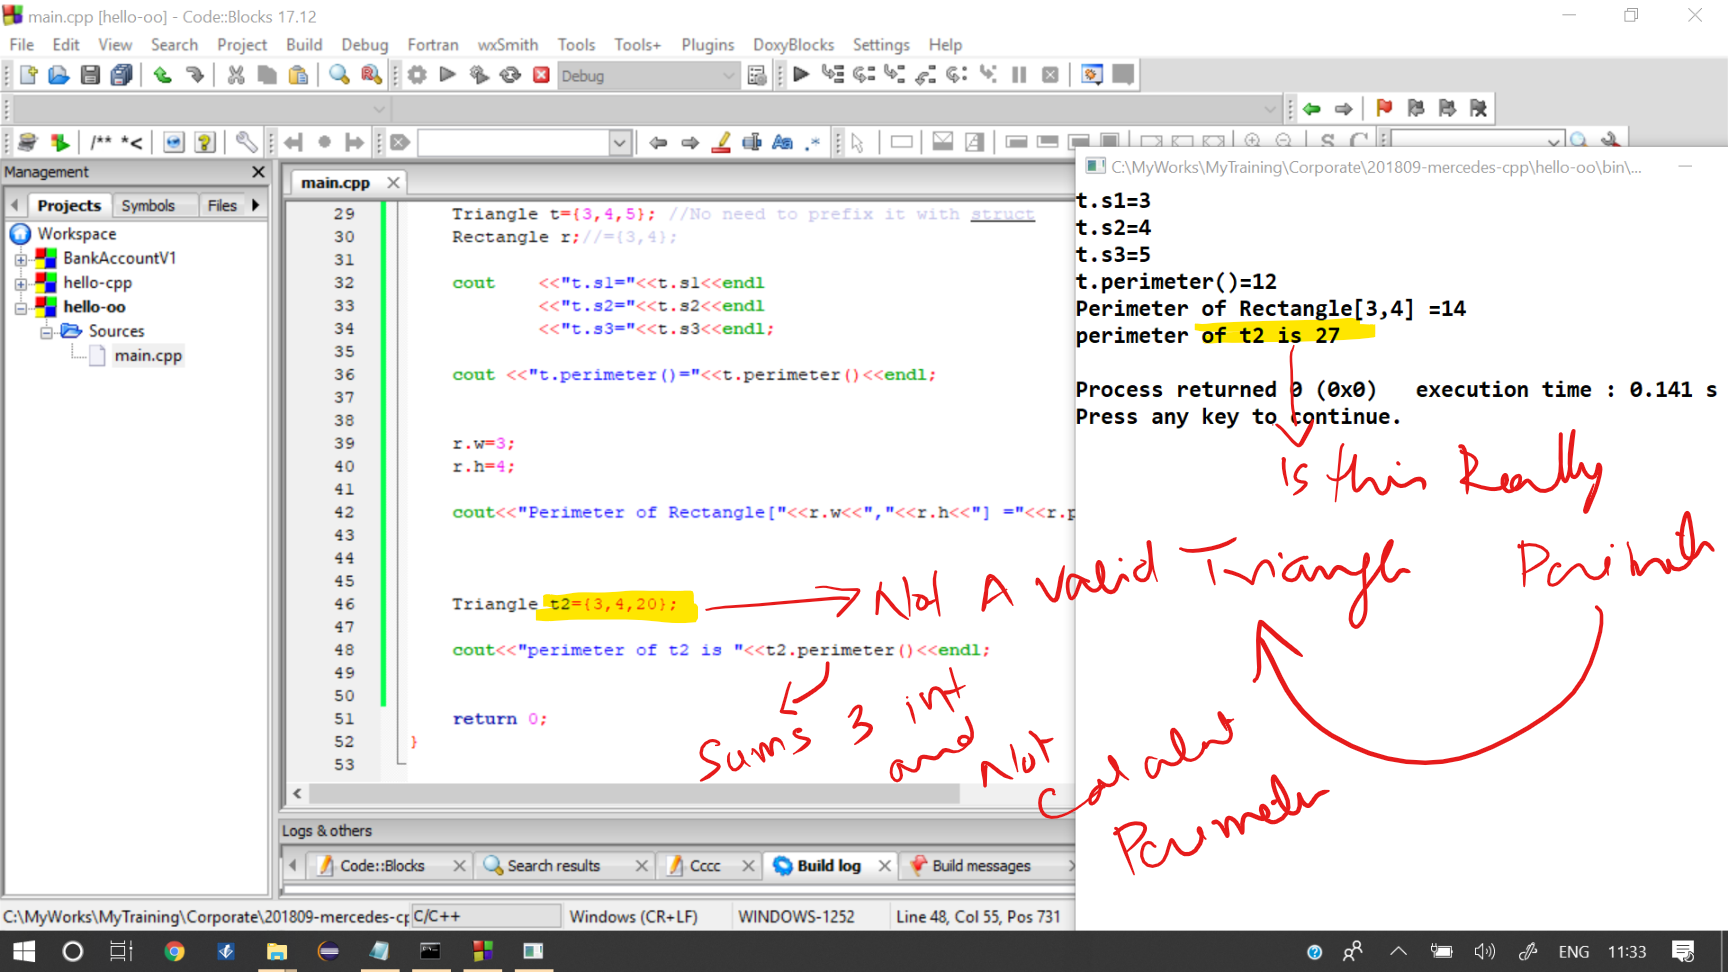 main.cpp [hello-oo] - Code::Blocks 17.12
File Edit View Search Project Build Debug Fortran wxSmith Tools Tools+ Plugins DoxyBlocks Settings Help
Debug
/** *<
Management
Projects Symbols Files
Workspace
BankAccountV1
hello-cpp
hello-oo
Sources
main.cpp
main.cpp
29 Triangle t={3,4,5}; //No need to prefix it with struct
30 Rectangle r;//={3,4};
31
32 cout <<"t.s1="<<t.s1<<endl
33 <<"t.s2="<<t.s2<<endl
34 <<"t.s3="<<t.s3<<endl;
35
36 cout <<"t.perimeter()="<<t.perimeter()<<endl;
37
38
39 r.w=3;
40 r.h=4;
41
42 cout<<"Perimeter of Rectangle["<<r.w<<","<<r.h<<"] ="<<r.p
43
44
45
46 Triangle t2={3,4,20};
47
48 cout<<"perimeter of t2 is "<<t2.perimeter()<<endl;
49
50
51 return 0;
52 }
53
C:\MyWorks\MyTraining\Corporate\201809-mercedes-cpp\hello-oo\bin\...
t.s1=3
t.s2=4
t.s3=5
t.perimeter()=12
Perimeter of Rectangle[3,4] =14
perimeter of t2 is 27
Process returned 0 (0x0) execution time : 0.141 s
Press any key to continue.
Is this Really
Not A Valid Triangle
Sums 3 int
and Not
Perimeter
Logs & others
Code::Blocks Search results Cccc Build log Build messages
C:\MyWorks\MyTraining\Corporate\201809-mercedes-cp C/C++ Windows (CR+LF) WINDOWS-1252 Line 48, Col 55, Pos 731
ENG 11:33